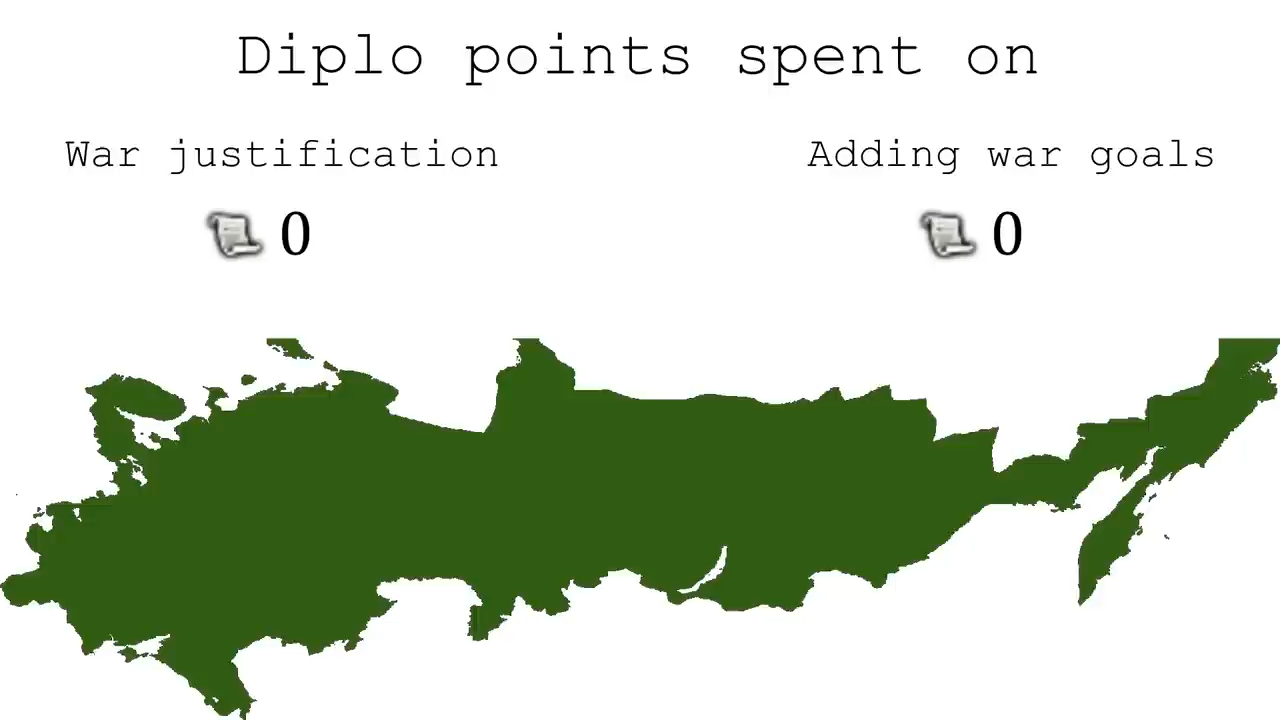 Diplo points spent on
War justification
Adding war goals
0
0